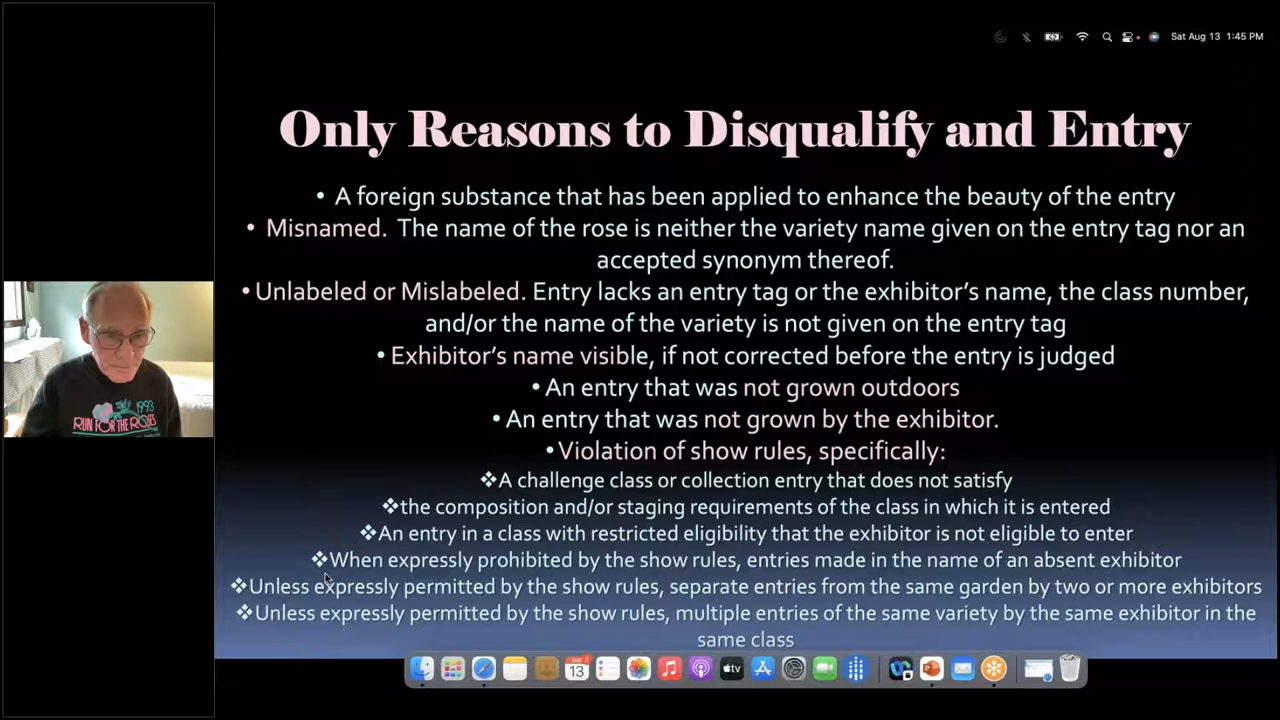 Sat Aug 13 1:45 PM
Only Reasons to Disqualify and Entry
• A foreign substance that has been applied to enhance the beauty of the entry
• Misnamed. The name of the rose is neither the variety name given on the entry tag nor an
accepted synonym thereof.
• Unlabeled or Mislabeled. Entry lacks an entry tag or the exhibitor's name, the class number,
and/or the name of the variety is not given on the entry tag
• Exhibitor's name visible, if not corrected before the entry is judged
• An entry that was not grown outdoors
• An entry that was not grown by the exhibitor.
• Violation of show rules, specifically:
❖A challenge class or collection entry that does not satisfy
❖the composition and/or staging requirements of the class in which it is entered
❖An entry in a class with restricted eligibility that the exhibitor is not eligible to enter
❖When expressly prohibited by the show rules, entries made in the name of an absent exhibitor
❖Unless expressly permitted by the show rules, separate entries from the same garden by two or more exhibitors
❖Unless expressly permitted by the show rules, multiple entries of the same variety by the same exhibitor in the
same class
1993
RUN FOR THE ROSES
13
tv